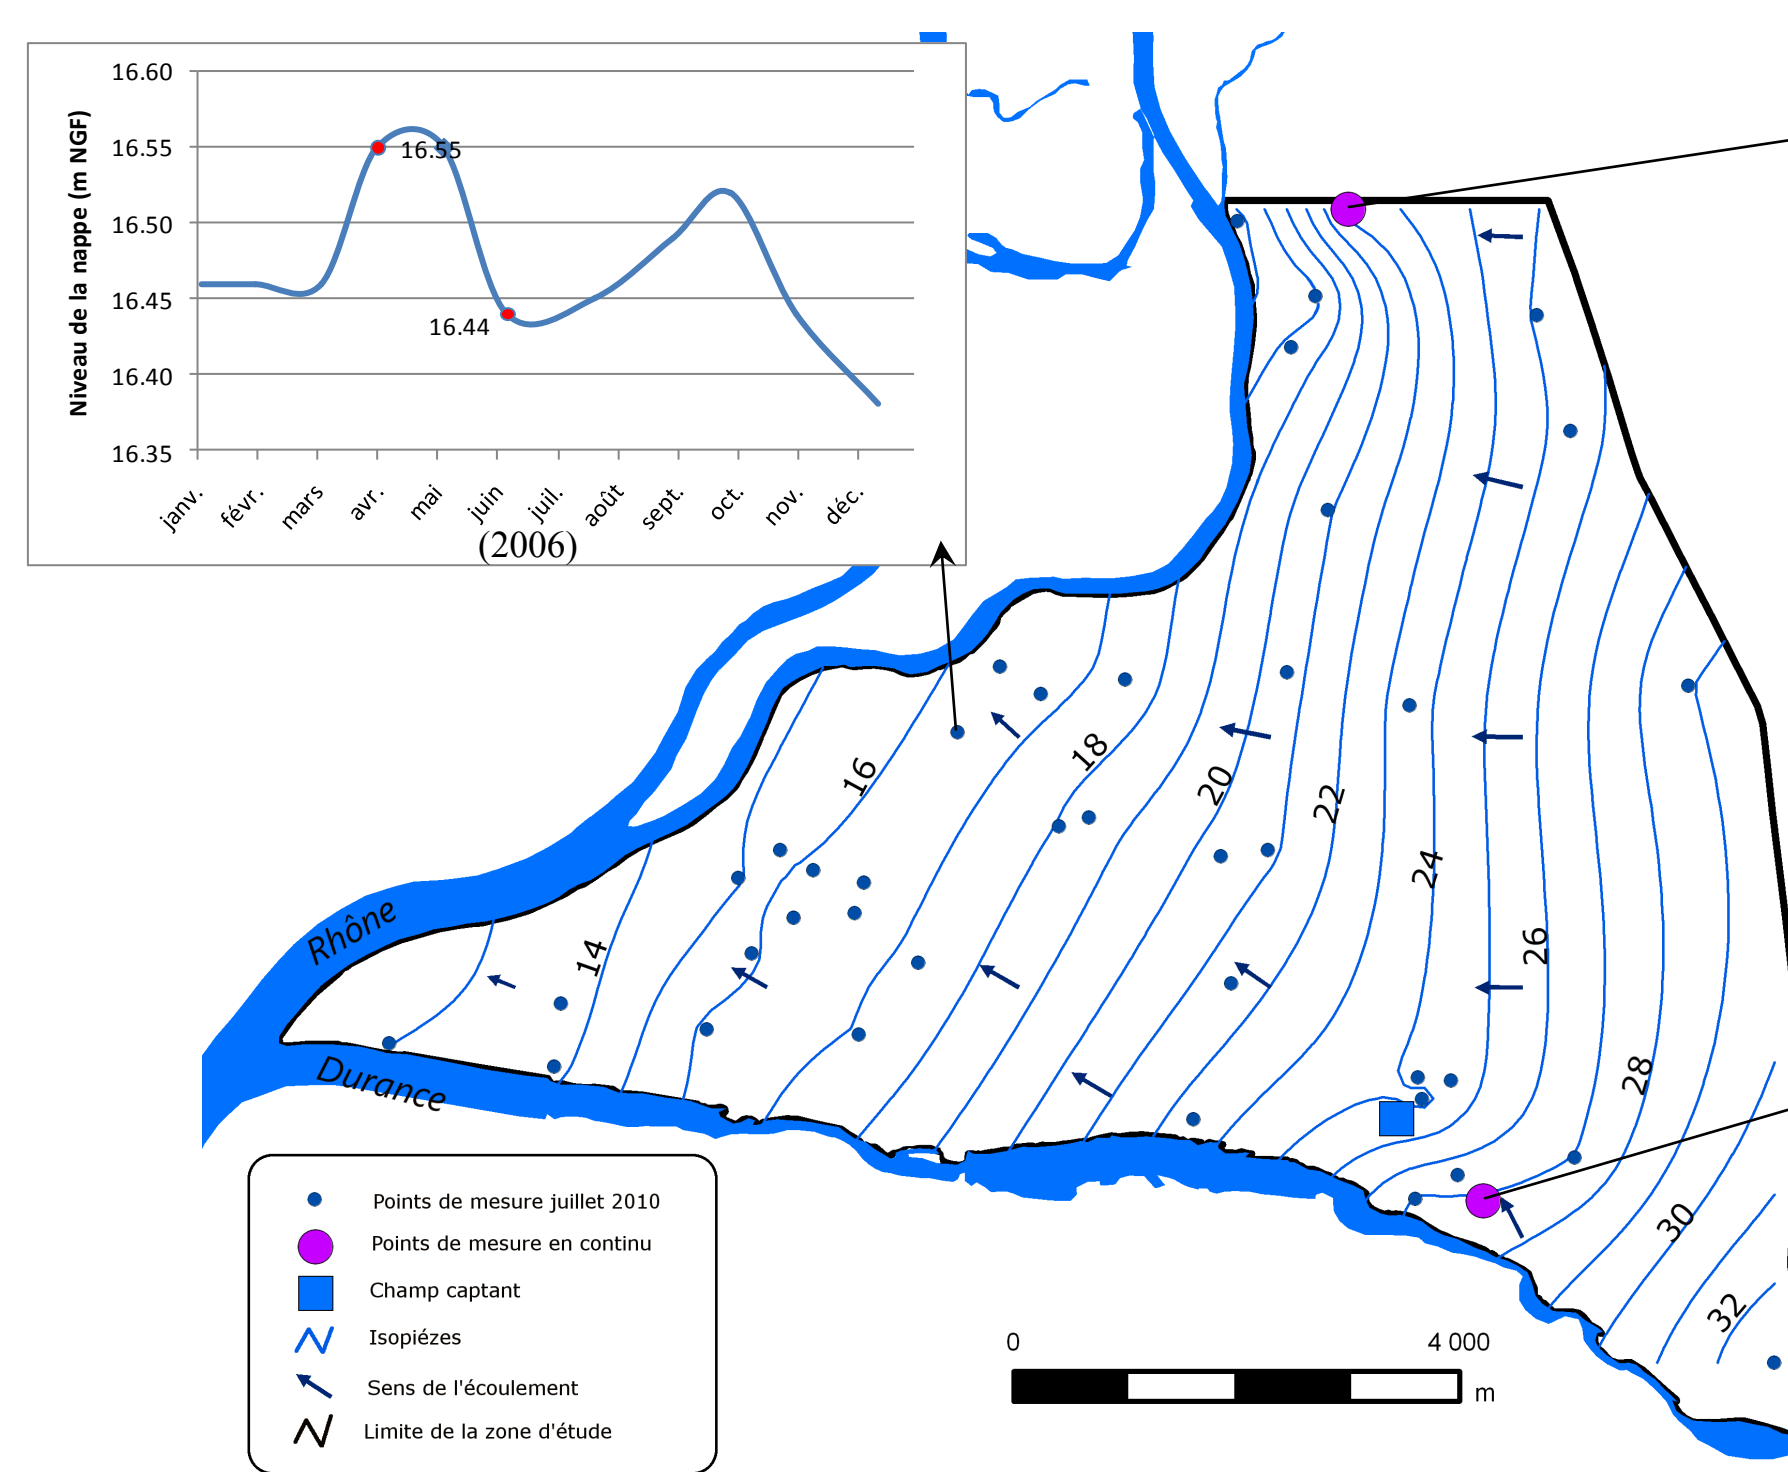 Niveau de la nappe (m NGF)
16.60
16.55
16.50
16.45
16.40
16.35
16.55
16.44
janv.
févr.
mars
avr.
mai
juin
juil.
août
sept.
oct.
nov.
déc.
(2006)
16
18
20
22
24
26
14
28
30
32
Rhône
Durance
Points de mesure juillet 2010
Points de mesure en continu
Champ captant
Isopiézes
Sens de l'écoulement
Limite de la zone d'étude
0 4 000
m